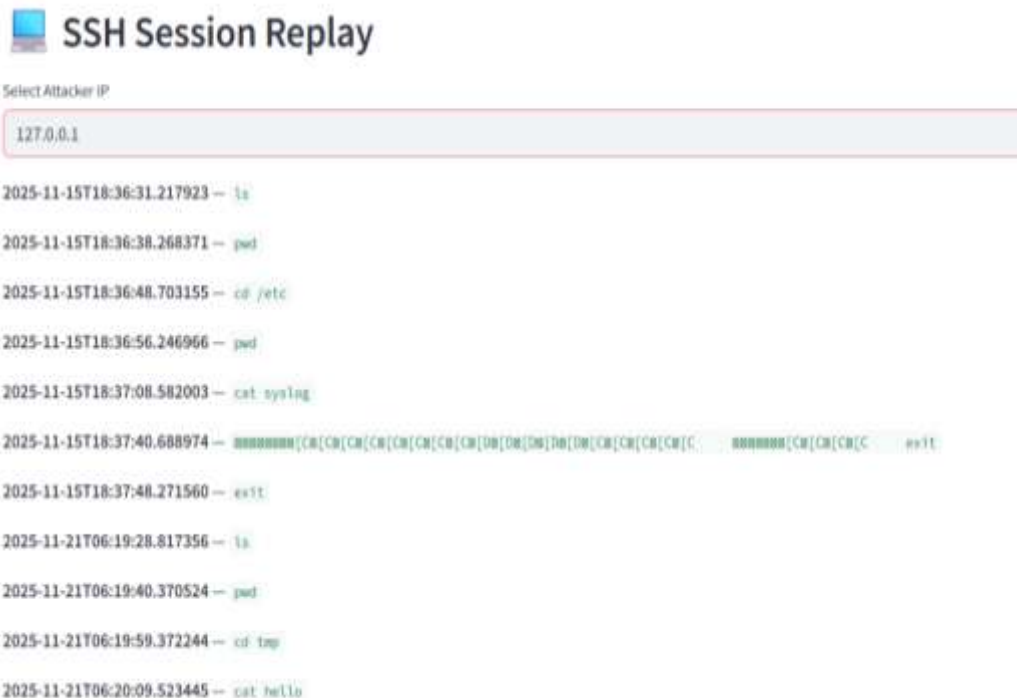 SSH Session Replay
Select Attacker IP
127.0.0.1
2025-11-15T18:36:31.217923 — ls
2025-11-15T18:36:38.268371 — pwd
2025-11-15T18:36:48.703155 — cd /etc
2025-11-15T18:36:56.246966 — pwd
2025-11-15T18:37:08.582003 — cat syslog
2025-11-15T18:37:40.688974 — exit
2025-11-15T18:37:48.271560 — exit
2025-11-21T06:19:28.817356 — ls
2025-11-21T06:19:40.370524 — pwd
2025-11-21T06:19:59.372244 — cd tmp
2025-11-21T06:20:09.523445 — cat hello